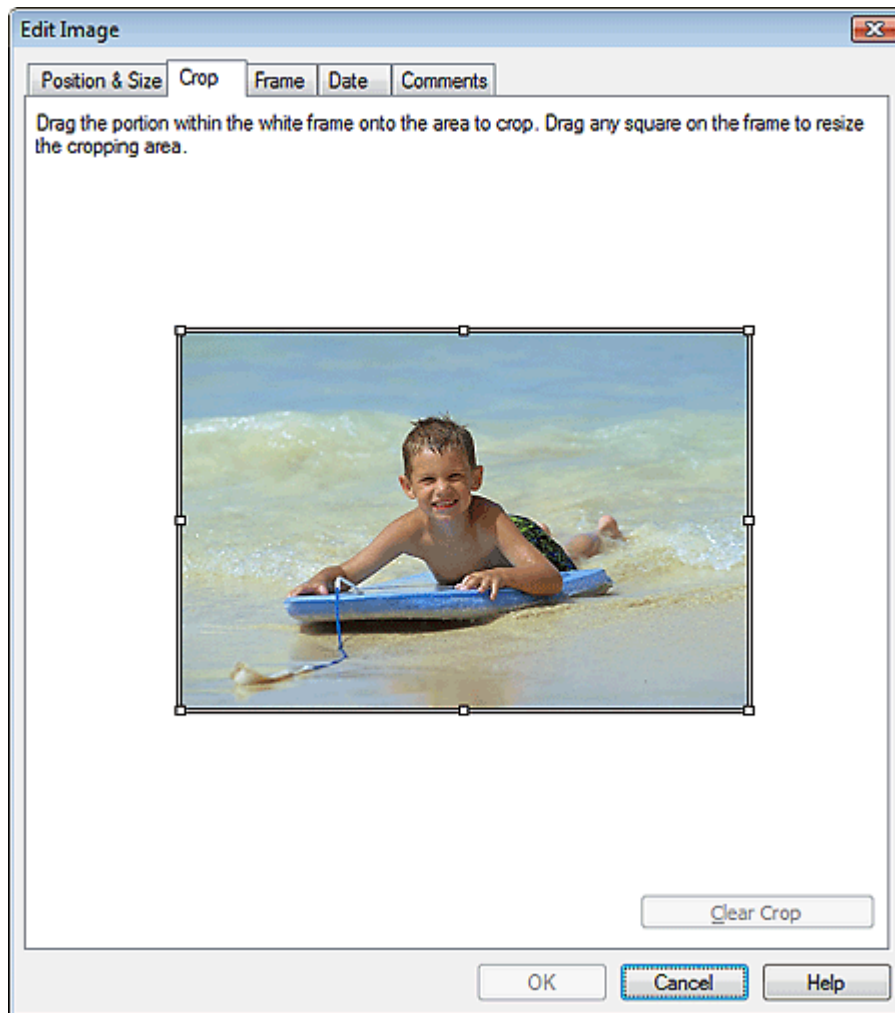 Edit Image
Position & Size Crop Frame Date Comments
Drag the portion within the white frame onto the area to crop. Drag any square on the frame to resize
the cropping area.
Clear Crop
OK Cancel Help